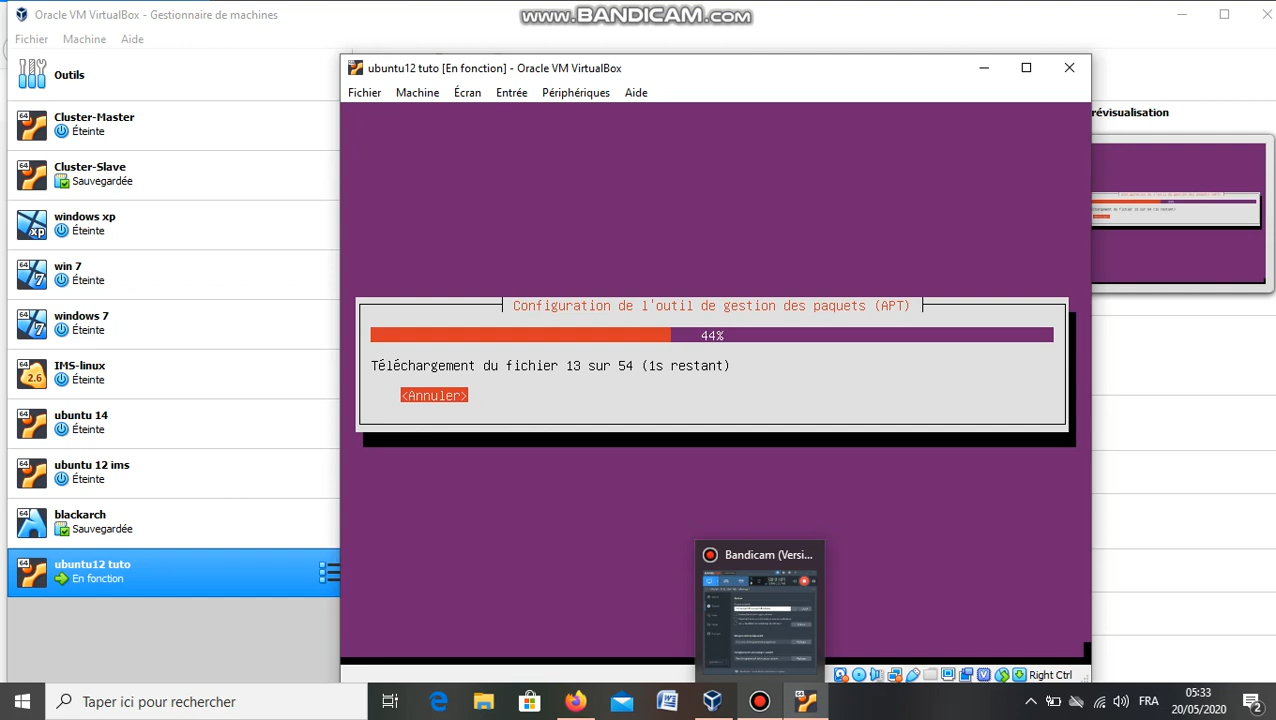 Oracle VM VirtualBox - Gestionnaire de machines
www.BANDICAM.com
Fichier Machine Aide
Outils
Cluster-Master
Éteinte
Cluster-Slave
Sauvegardée
windows xp
Éteinte
win 7
Éteinte
windows 7
Éteinte
IMS-linux
Éteinte
ubuntu 14
Éteinte
ubuntu 12 ims
Éteinte
blackarch
Sauvegardée
ubuntu12 tuto
En fonction
ubuntu12 tuto [En fonction] - Oracle VM VirtualBox
Fichier Machine Écran Entrée Périphériques Aide
révisualisation
Configuration de l'outil de gestion des paquets (APT)
44%
Téléchargement du fichier 13 sur 54 (1s restant)
<Annuler>
Bandicam (Versi...
Right Ctrl
Taper ici pour rechercher
FRA
05:33
20/05/2020
2